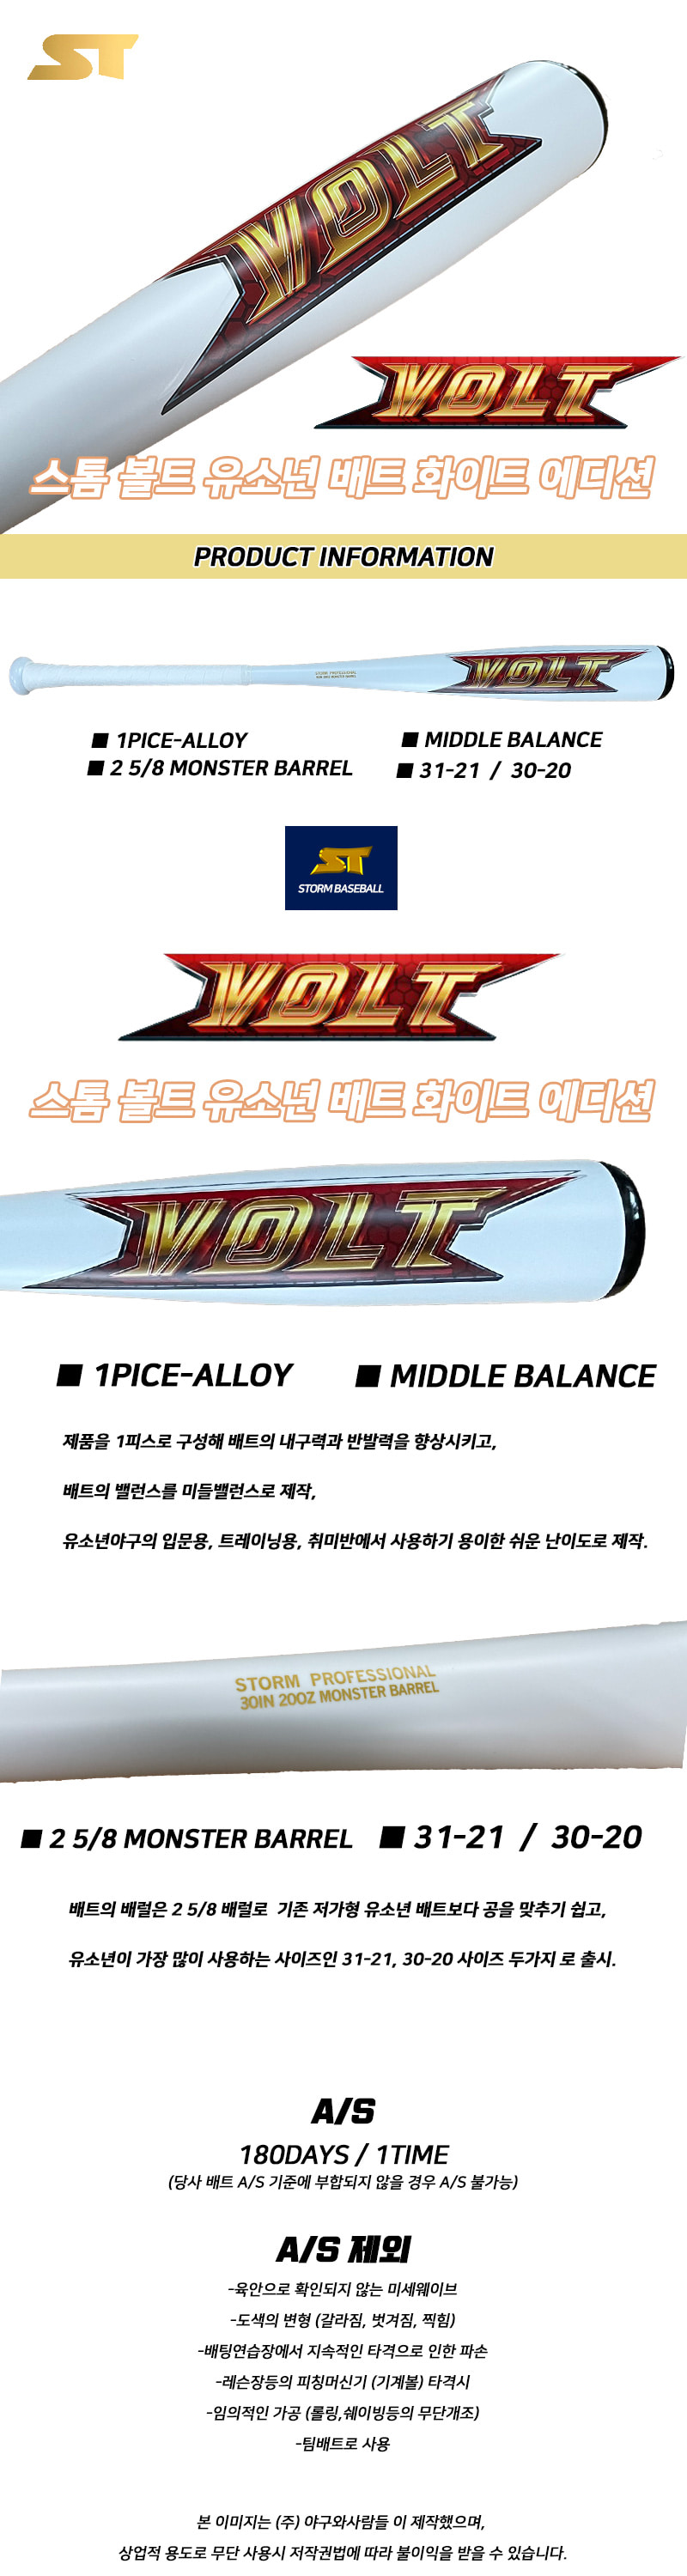 ST
VOLT
VOLT
스톰 볼트 유소년 배트 화이트 에디션
PRODUCT INFORMATION
STORM PROFESSIONAL
30IN 20OZ MONSTER BARREL
VOLT
■ 1PICE-ALLOY
■ MIDDLE BALANCE
■ 2 5/8 MONSTER BARREL
■ 31-21 / 30-20
ST
STORM BASEBALL
VOLT
스톰 볼트 유소년 배트 화이트 에디션
VOLT
■ 1PICE-ALLOY
■ MIDDLE BALANCE
제품을 1피스로 구성해 배트의 내구력과 반발력을 향상시키고,
배트의 밸런스를 미들밸런스로 제작,
유소년야구의 입문용, 트레이닝용, 취미반에서 사용하기 용이한 쉬운 난이도로 제작.
STORM PROFESSIONAL
30IN 20OZ MONSTER BARREL
■ 2 5/8 MONSTER BARREL
■ 31-21 / 30-20
배트의 배럴은 2 5/8 배럴로 기존 저가형 유소년 배트보다 공을 맞추기 쉽고,
유소년이 가장 많이 사용하는 사이즈인 31-21, 30-20 사이즈 두가지 로 출시.
A/S
180DAYS / 1TIME
(당사 배트 A/S 기준에 부합되지 않을 경우 A/S 불가능)
A/S 제외
-육안으로 확인되지 않는 미세웨이브
-도색의 변형 (갈라짐, 벗겨짐, 찍힘)
-배팅연습장에서 지속적인 타격으로 인한 파손
-레슨장등의 피칭머신기 (기계볼) 타격시
-임의적인 가공 (롤링,쉐이빙등의 무단개조)
-팀배트로 사용
본 이미지는 (주) 야구와사람들 이 제작했으며,
상업적 용도로 무단 사용시 저작권법에 따라 불이익을 받을 수 있습니다.